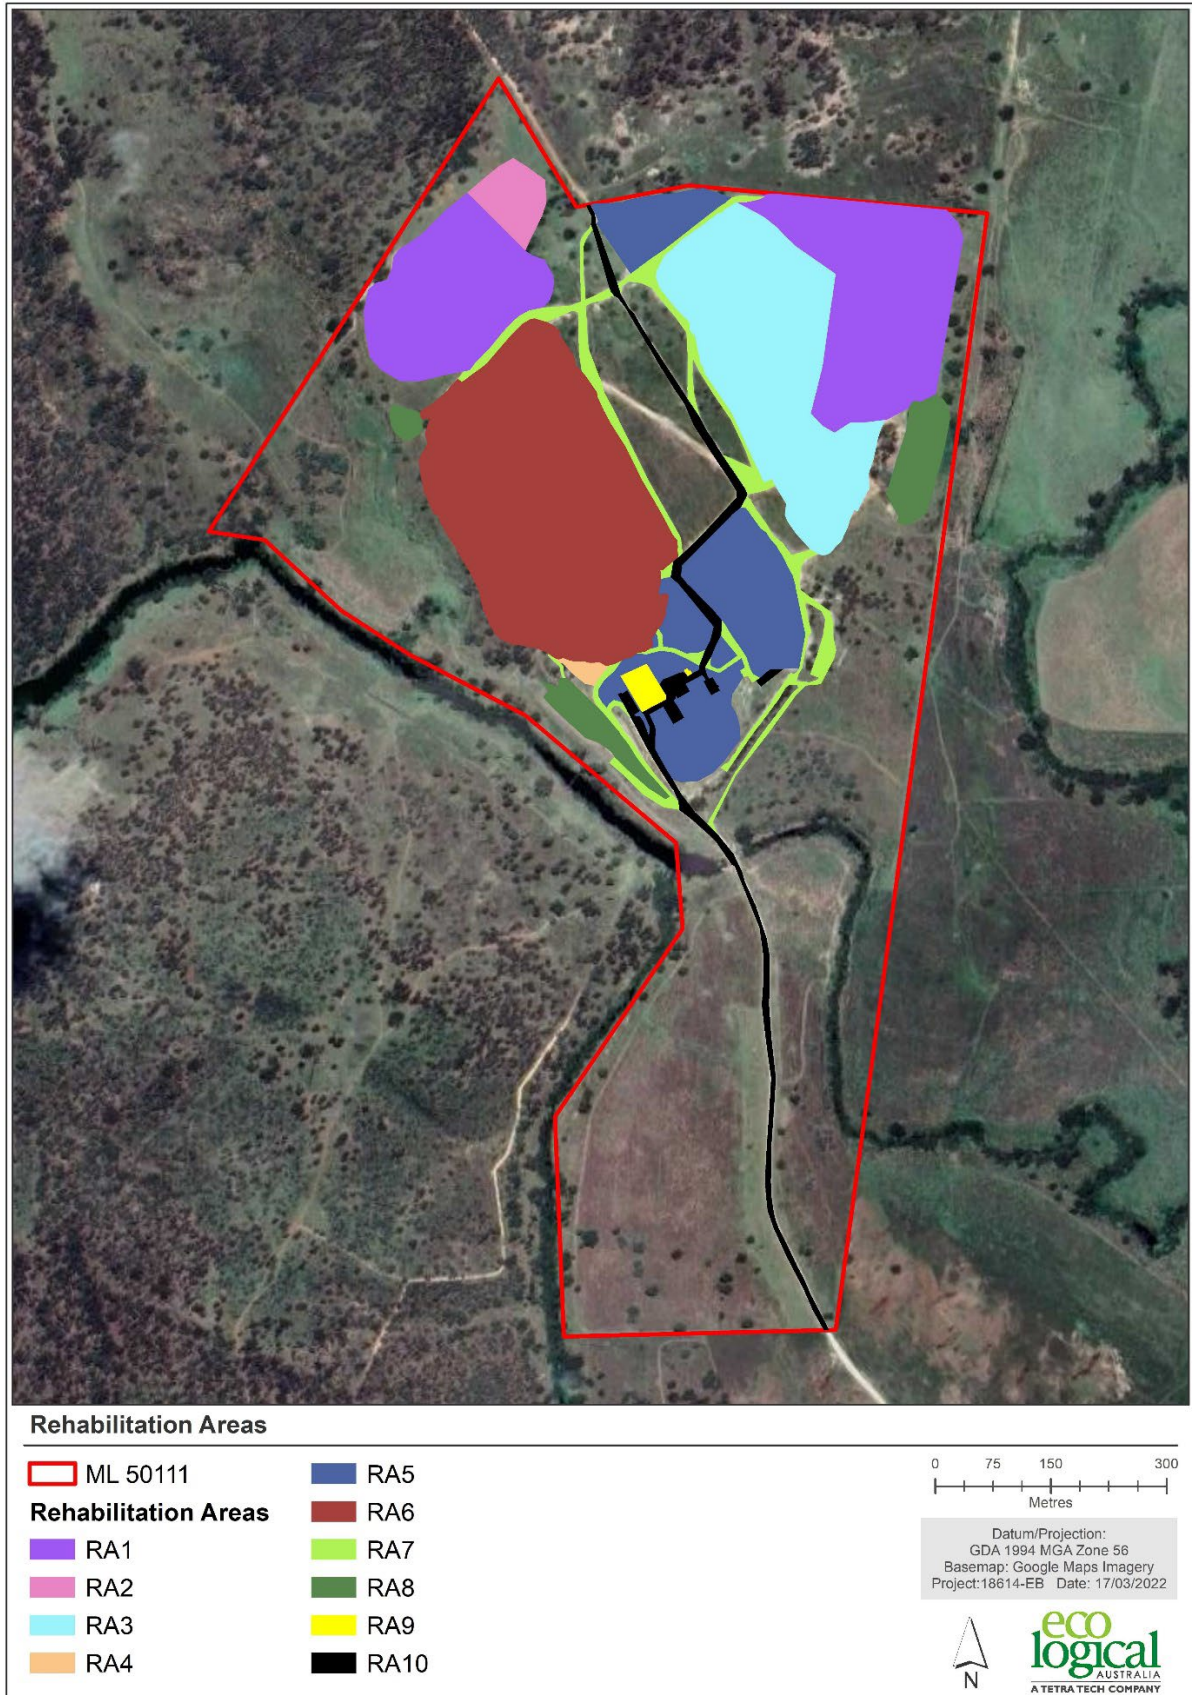 Rehabilitation Areas
ML 50111
Rehabilitation Areas
RA1
RA2
RA3
RA4
RA5
RA6
RA7
RA8
RA9
RA10
0 75 150 300
Metres
Datum/Projection:
GDA 1994 MGA Zone 56
Basemap: Google Maps Imagery
Project:18614-EB Date: 17/03/2022
N
eco
logical
AUSTRALIA
A TETRA TECH COMPANY